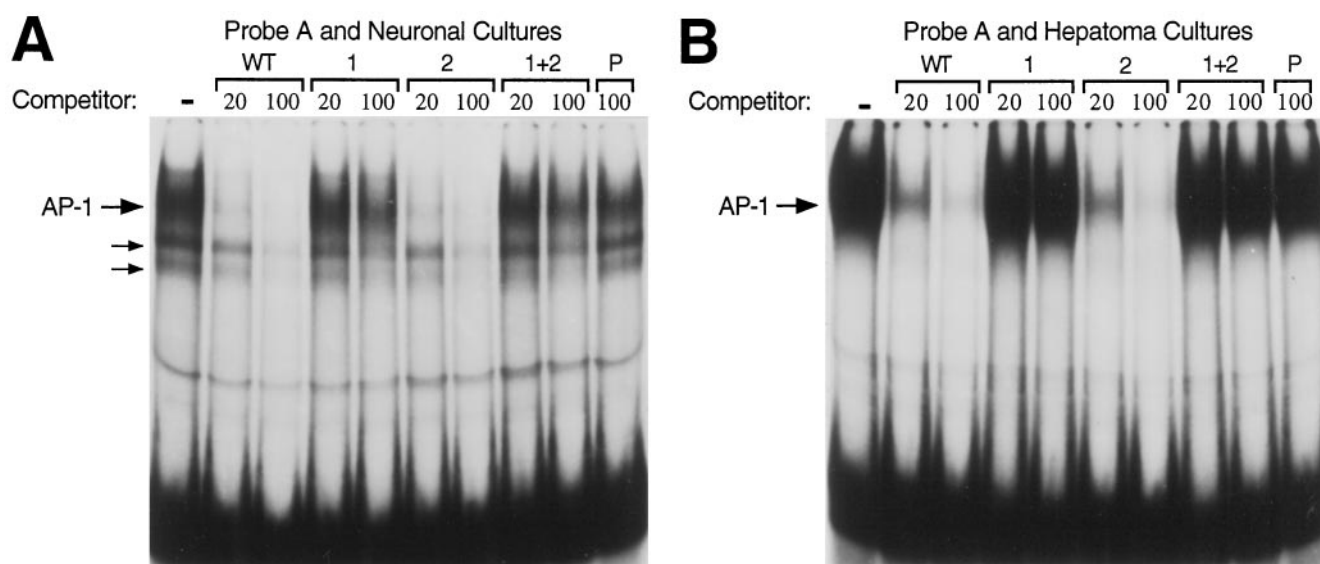 A
Probe A and Neuronal Cultures
WT 1 2 1+2 P
Competitor: - 20 100 20 100 20 100 20 100 100
AP-1
B
Probe A and Hepatoma Cultures
WT 1 2 1+2 P
Competitor: - 20 100 20 100 20 100 20 100 100
AP-1